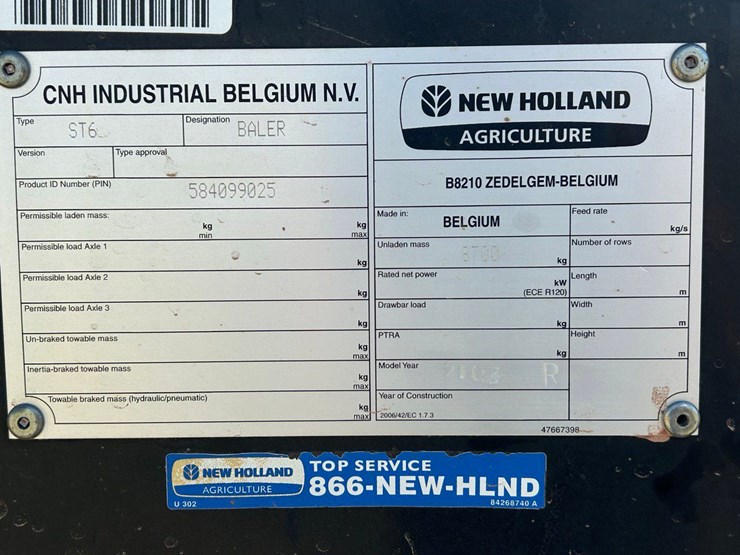 CNH INDUSTRIAL BELGIUM N.V.
Type ST6
Designation BALER
Version
Type approval
Product ID Number (PIN) 584099025
Permissible laden mass: kg min kg max
Permissible load Axle 1 kg
Permissible load Axle 2 kg
Permissible load Axle 3 kg
Un-braked towable mass kg max
Inertia-braked towable mass kg max
Towable braked mass (hydraulic/pneumatic) kg max
NEW HOLLAND
AGRICULTURE
B8210 ZEDELGEM-BELGIUM
Made in: BELGIUM
Feed rate kg/s
Unladen mass kg
Number of rows
Rated net power kW (ECE R120)
Length m
Drawbar load kg
Width m
PTRA kg
Height m
Model Year R
Year of Construction
2006/42/EC 1.7.3
47667398
NEW HOLLAND
AGRICULTURE
U 302
TOP SERVICE
866-NEW-HLND
84268740 A